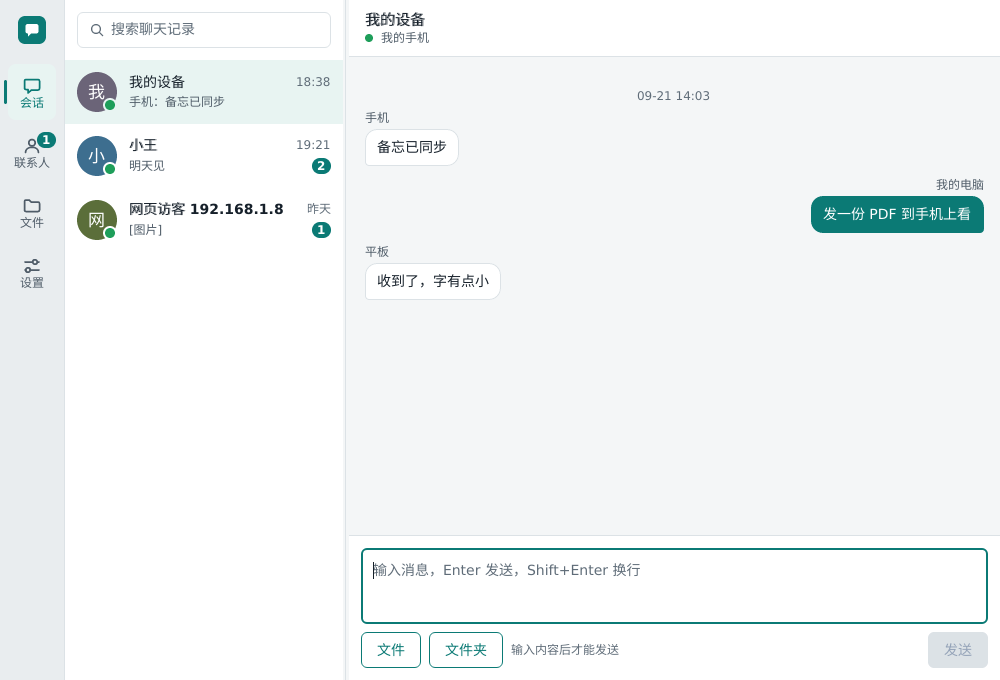 会话
1
联系人
文件
设置
搜索聊天记录
我
我的设备
18:38
手机：备忘已同步
小
小王
19:21
明天见
2
网
网页访客 192.168.1.8
昨天
[图片]
1
我的设备
我的手机
09-21 14:03
手机
备忘已同步
我的电脑
发一份 PDF 到手机上看
平板
收到了，字有点小
输入消息，Enter 发送，Shift+Enter 换行
文件
文件夹
输入内容后才能发送
发送